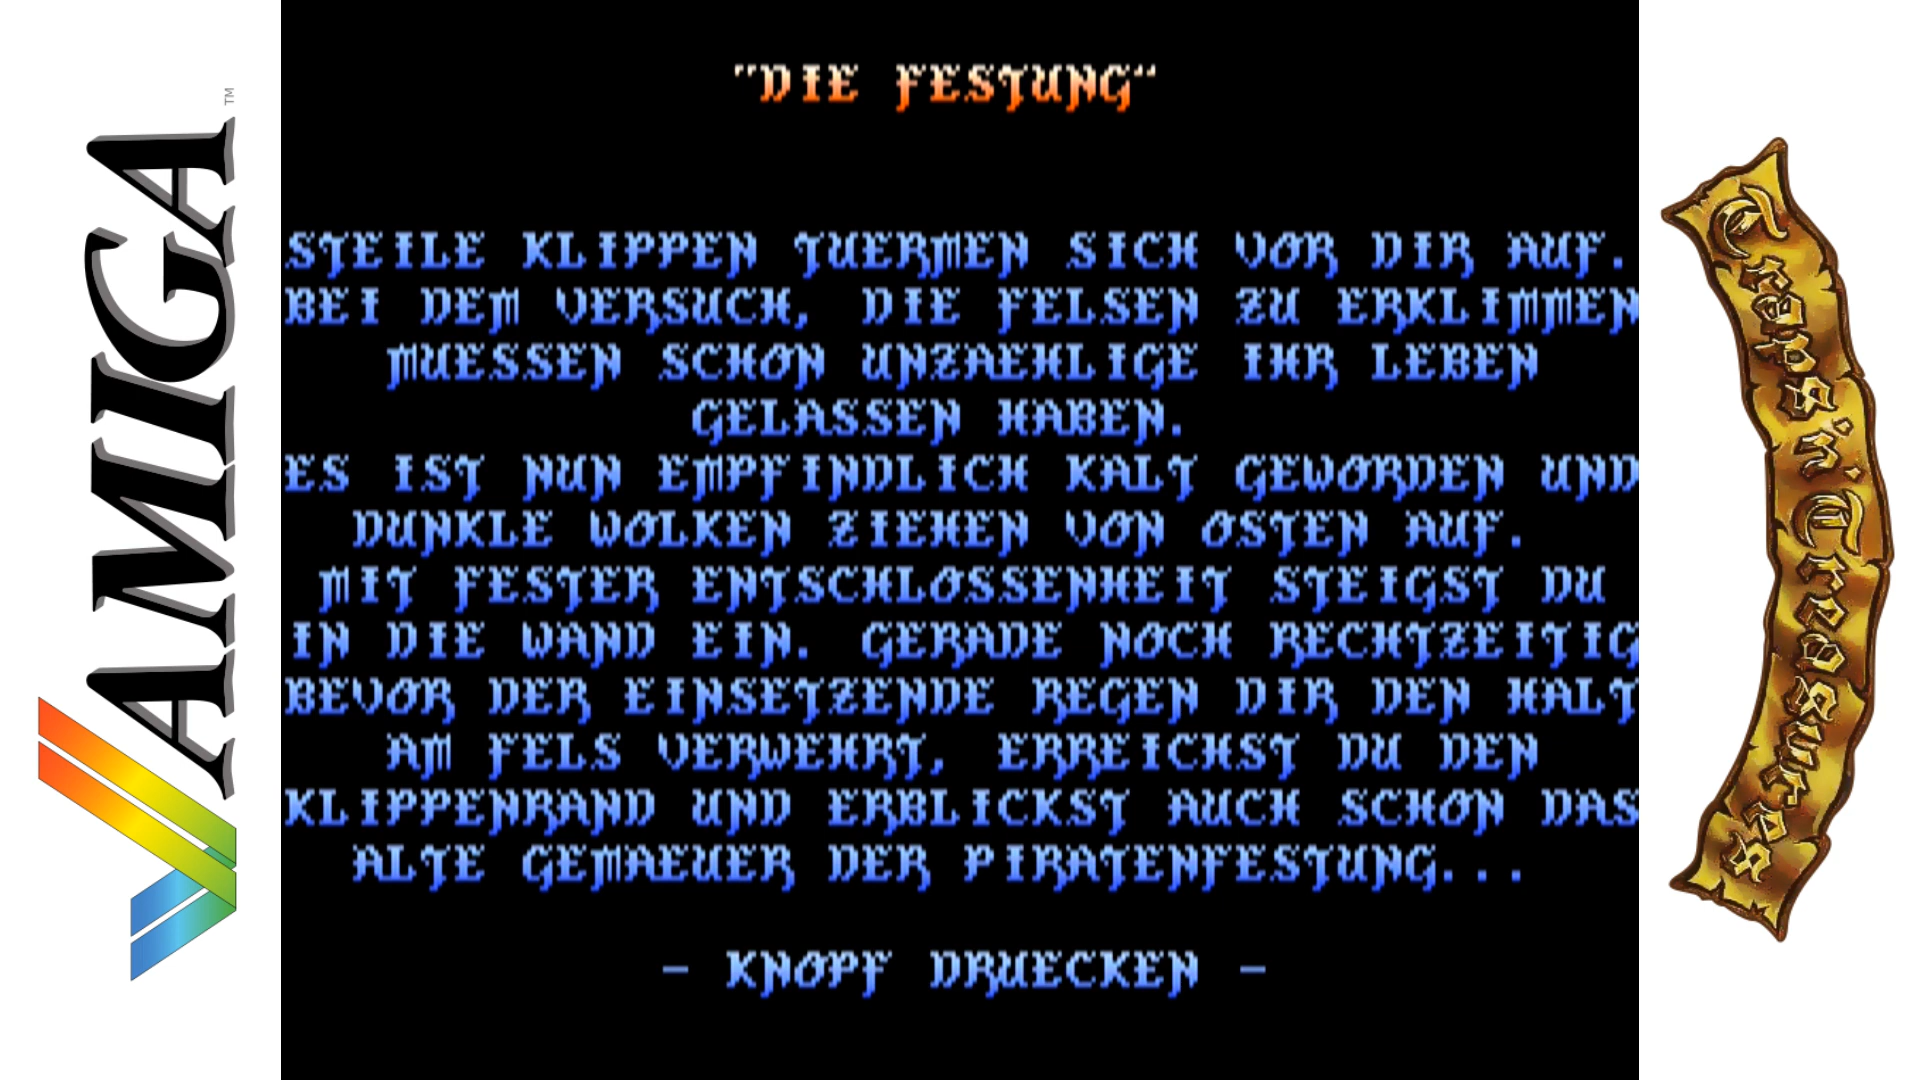 "DIE FESTUNG"
STEILE KLIPPEN TUERMEN SICH VOR DIR AUF.
BEI DEM VERSUCH, DIE FELSEN ZU ERKLIMMEN
MUESSEN SCHON UNZAEHLIGE IHR LEBEN
GELASSEN HABEN.
ES IST NUN EMPFINDLICH KALT GEWORDEN UND
DUNKLE WOLKEN ZIEHEN VON OSTEN AUF.
MIT FESTER ENTSCHLOSSENHEIT STEIGST DU
IN DIE WAND EIN. GERADE NOCH RECHTZEITIG
BEVOR DER EINSETZENDE REGEN DIR DEN HALT
AM FELS VERWEHRT, ERREICHST DU DEN
KLIPPENRAND UND ERBLICKST AUCH SCHON DAS
ALTE GEMAEUER DER PIRATENFESTUNG...
- KNOPF DRUECKEN -
AMIGA™
Traps n' Treasures